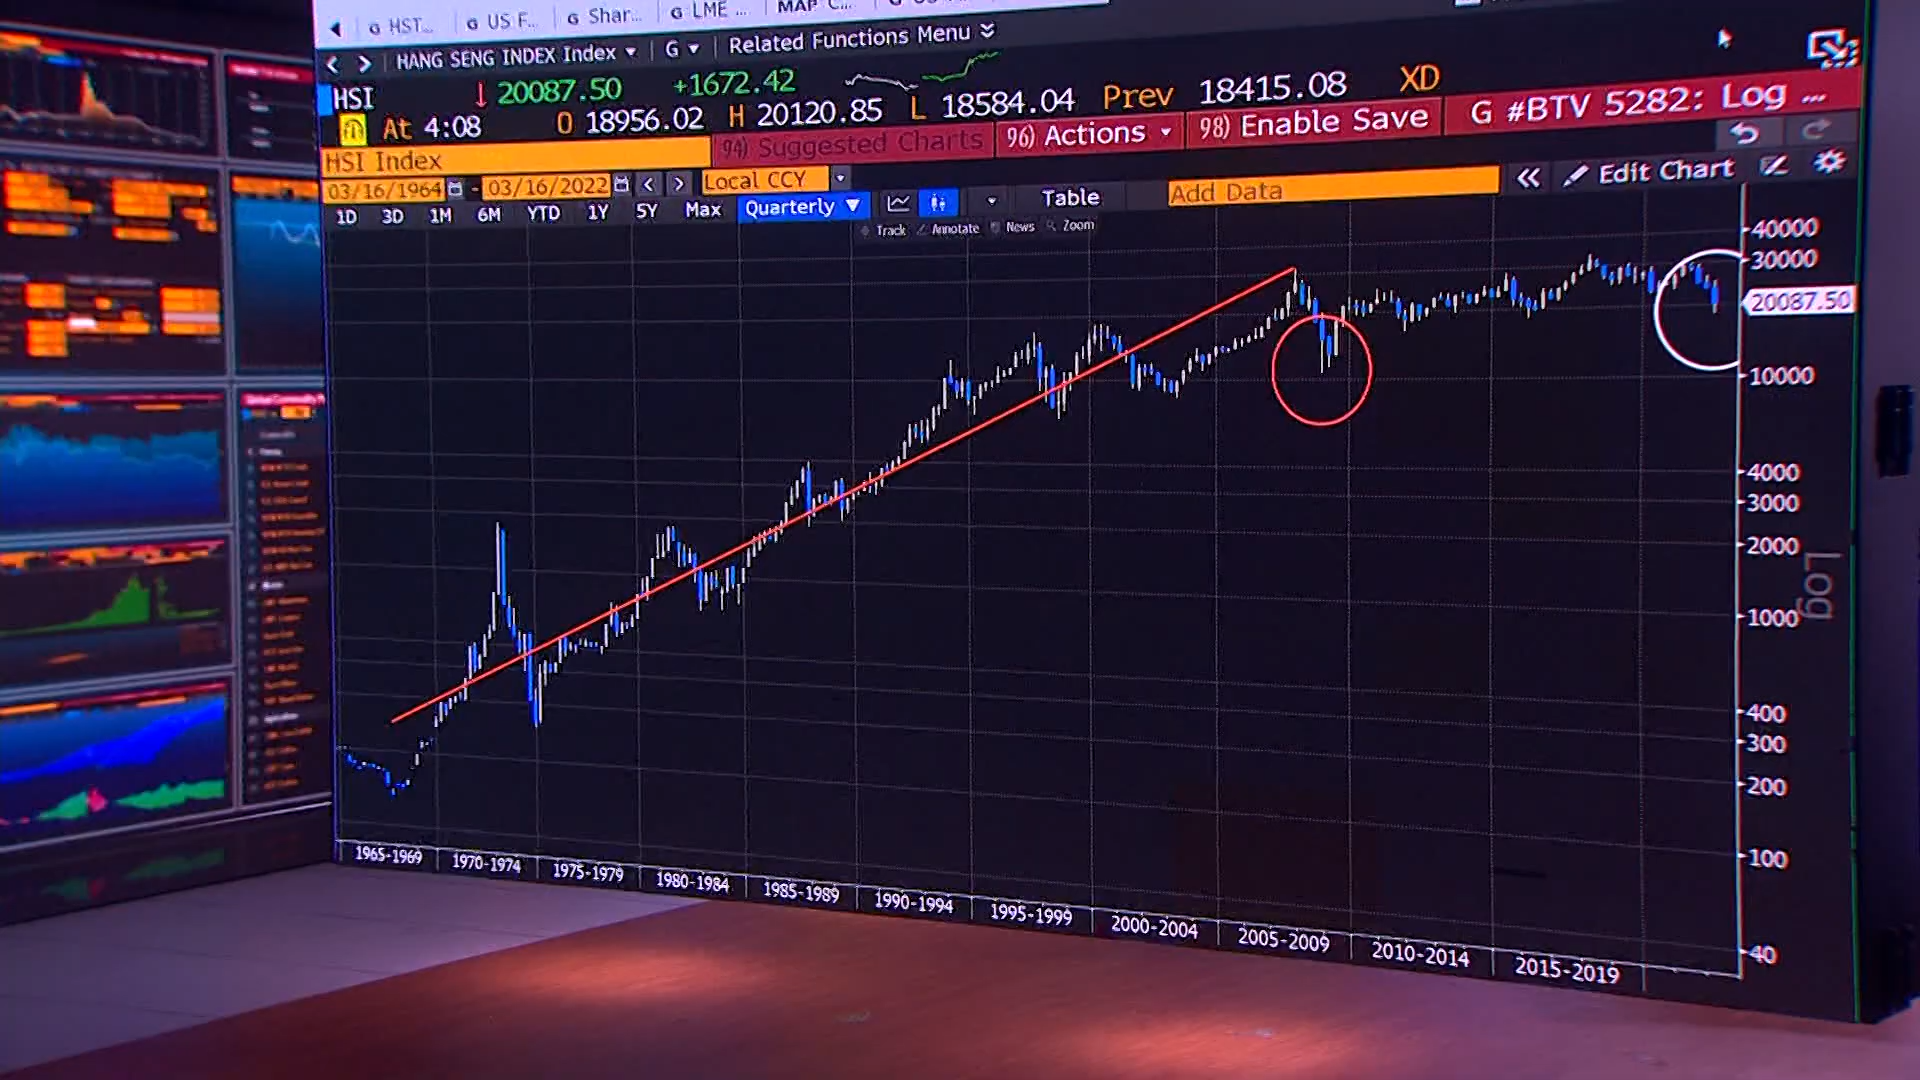 G HST... G US F... G Shar... G LME ... MAP C...
HANG SENG INDEX Index G Related Functions Menu
HSI ↓ 20087.50 +1672.42
At 4:08 O 18956.02 H 20120.85 L 18584.04 Prev 18415.08 XD
HSI Index 94) Suggested Charts 96) Actions 98) Enable Save G #BTV 5282: Log ...
03/16/1964 - 03/16/2022 Local CCY Add Data << Edit Chart
1D 3D 1M 6M YTD 1Y 5Y Max Quarterly Table
Track Annotate News Zoom
40000
30000
20087.50
10000
4000
3000
2000
1000
400
300
200
100
40
Log
1965-1969 1970-1974 1975-1979 1980-1984 1985-1989 1990-1994 1995-1999 2000-2004 2005-2009 2010-2014 2015-2019